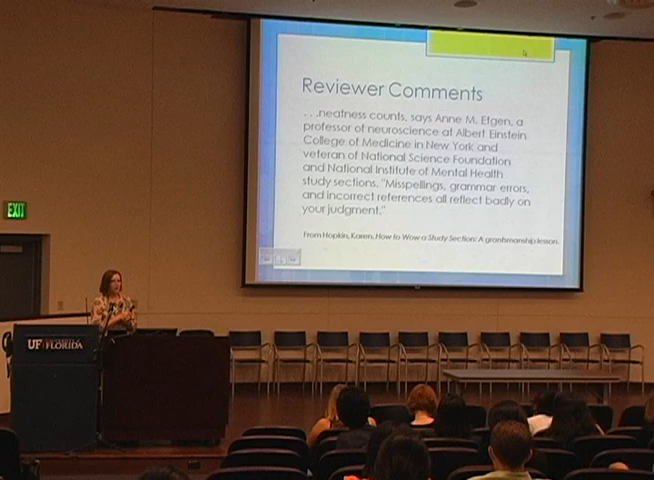 Reviewer Comments
. . .neatness counts, says Anne M. Etgen, a
professor of neuroscience at Albert Einstein
College of Medicine in New York and
veteran of National Science Foundation
and National Institute of Mental Health
study sections. "Misspellings, grammar errors,
and incorrect references all reflect badly on
your judgment."
From Hopkin, Karen, How to Wow a Study Section: A grantsmanship lesson.
EXIT
UF UNIVERSITY of
FLORIDA